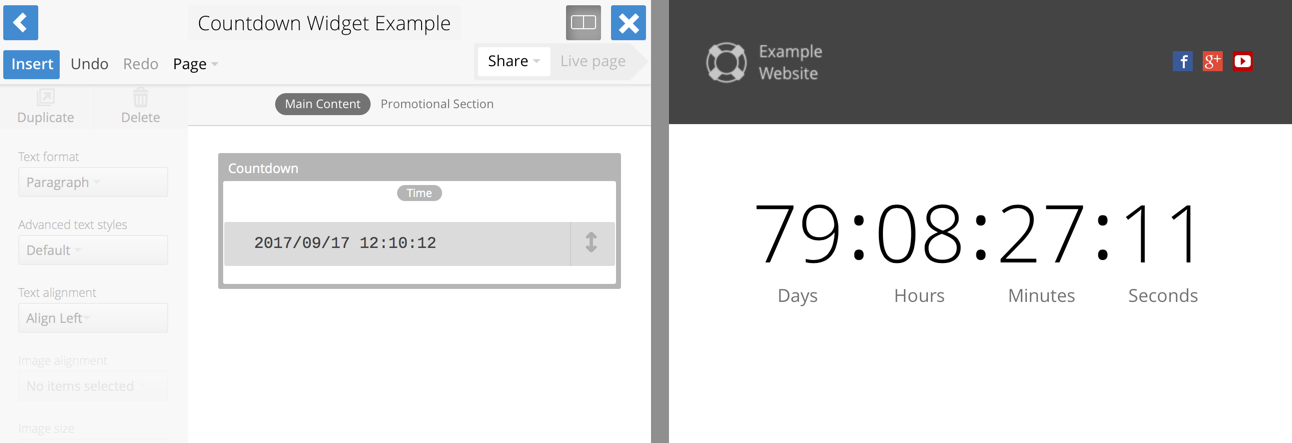 Countdown Widget Example
Insert Undo Redo Page
Share Live page
Duplicate Delete
Main Content Promotional Section
Text format
Paragraph
Advanced text styles
Default
Text alignment
Align Left
Image alignment
No items selected
Image size
Countdown
Time
2017/09/17 12:10:12
Example
Website
f g+
79:08:27:11
Days Hours Minutes Seconds